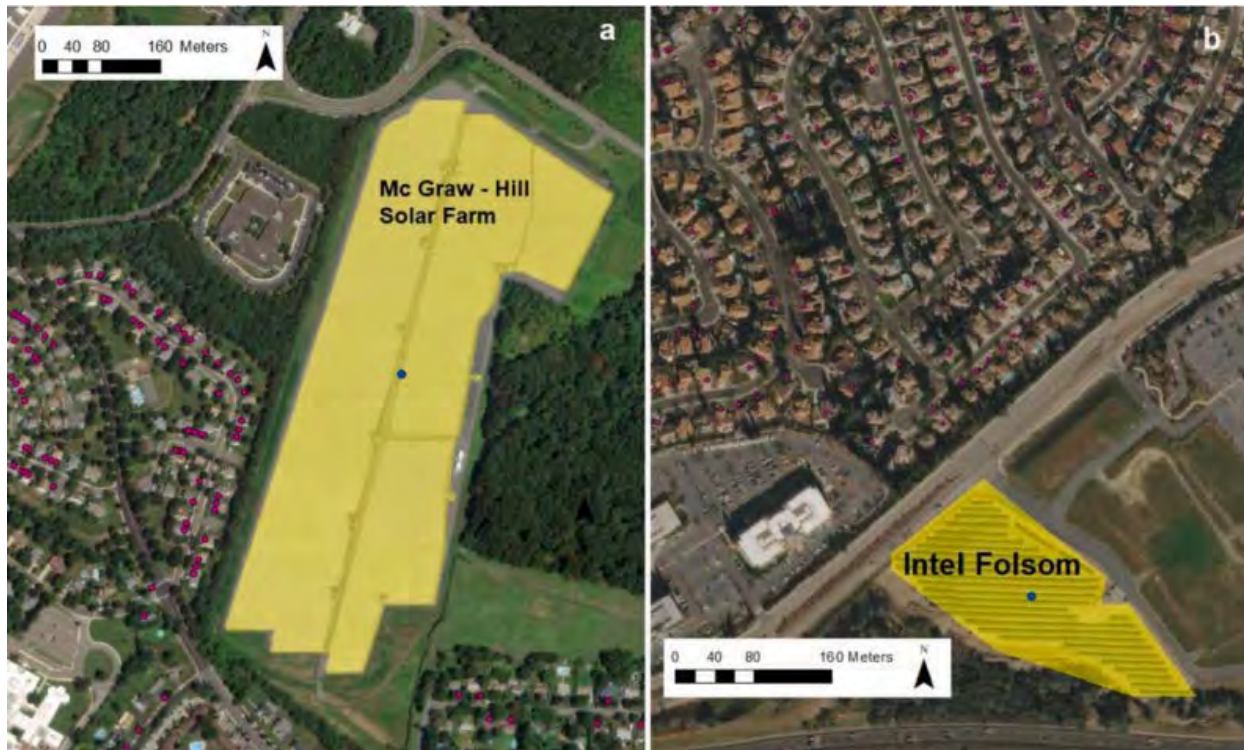 0 40 80 160 Meters
N
a
Mc Graw - Hill
Solar Farm
b
Intel Folsom
0 40 80 160 Meters
N